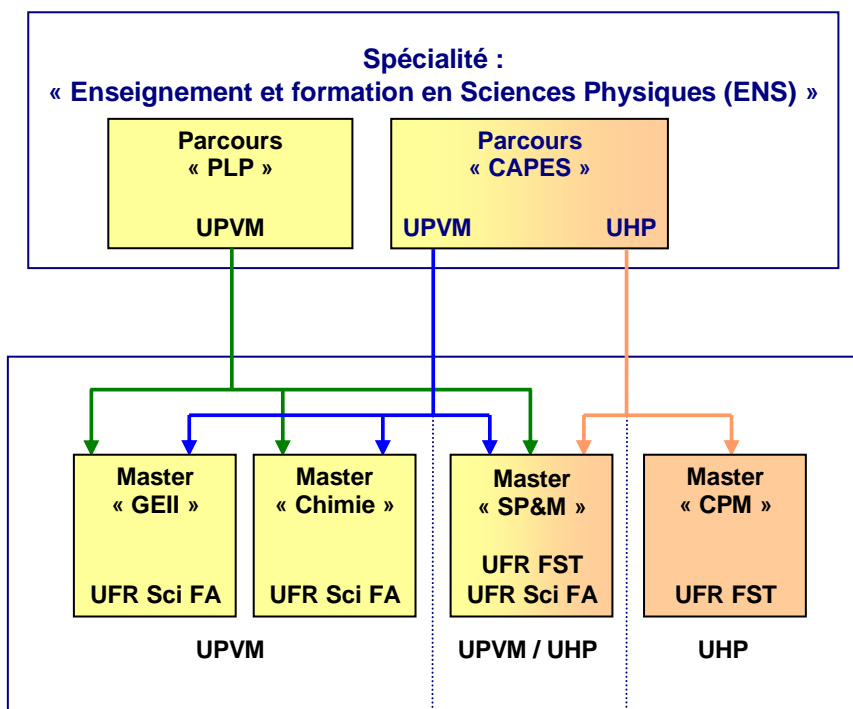 Spécialité :
« Enseignement et formation en Sciences Physiques (ENS) »
Parcours
« PLP »
UPVM
Parcours
« CAPES »
UPVM UHP
Master
« GEII »
UFR Sci FA
Master
« Chimie »
UFR Sci FA
Master
« SP&M »
UFR FST
UFR Sci FA
Master
« CPM »
UFR FST
UPVM
UPVM / UHP
UHP